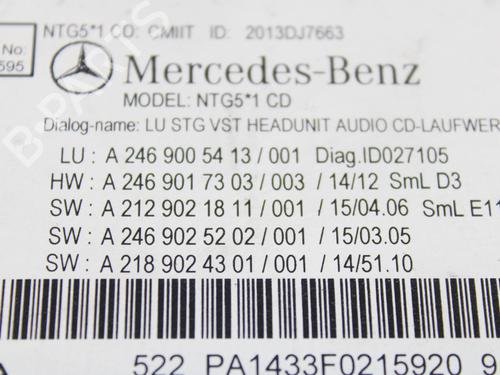 NTG5*1 CO: CMIIT ID: 2013DJ7663
No:
595
Mercedes-Benz
MODEL: NTG5*1 CD
Dialog-name: LU STG VST HEADUNIT AUDIO CD-LAUFWER
LU : A 246 900 54 13 / 001 Diag.ID027105
HW : A 246 901 73 03 / 003 / 14/12 SmL D3
SW : A 212 902 18 11 / 001 / 15/04.06 SmL E11
SW : A 246 902 52 02 / 001 / 15/03.05
SW : A 218 902 43 01 / 001 / 14/51.10
A 522 PA1433F0215920 9